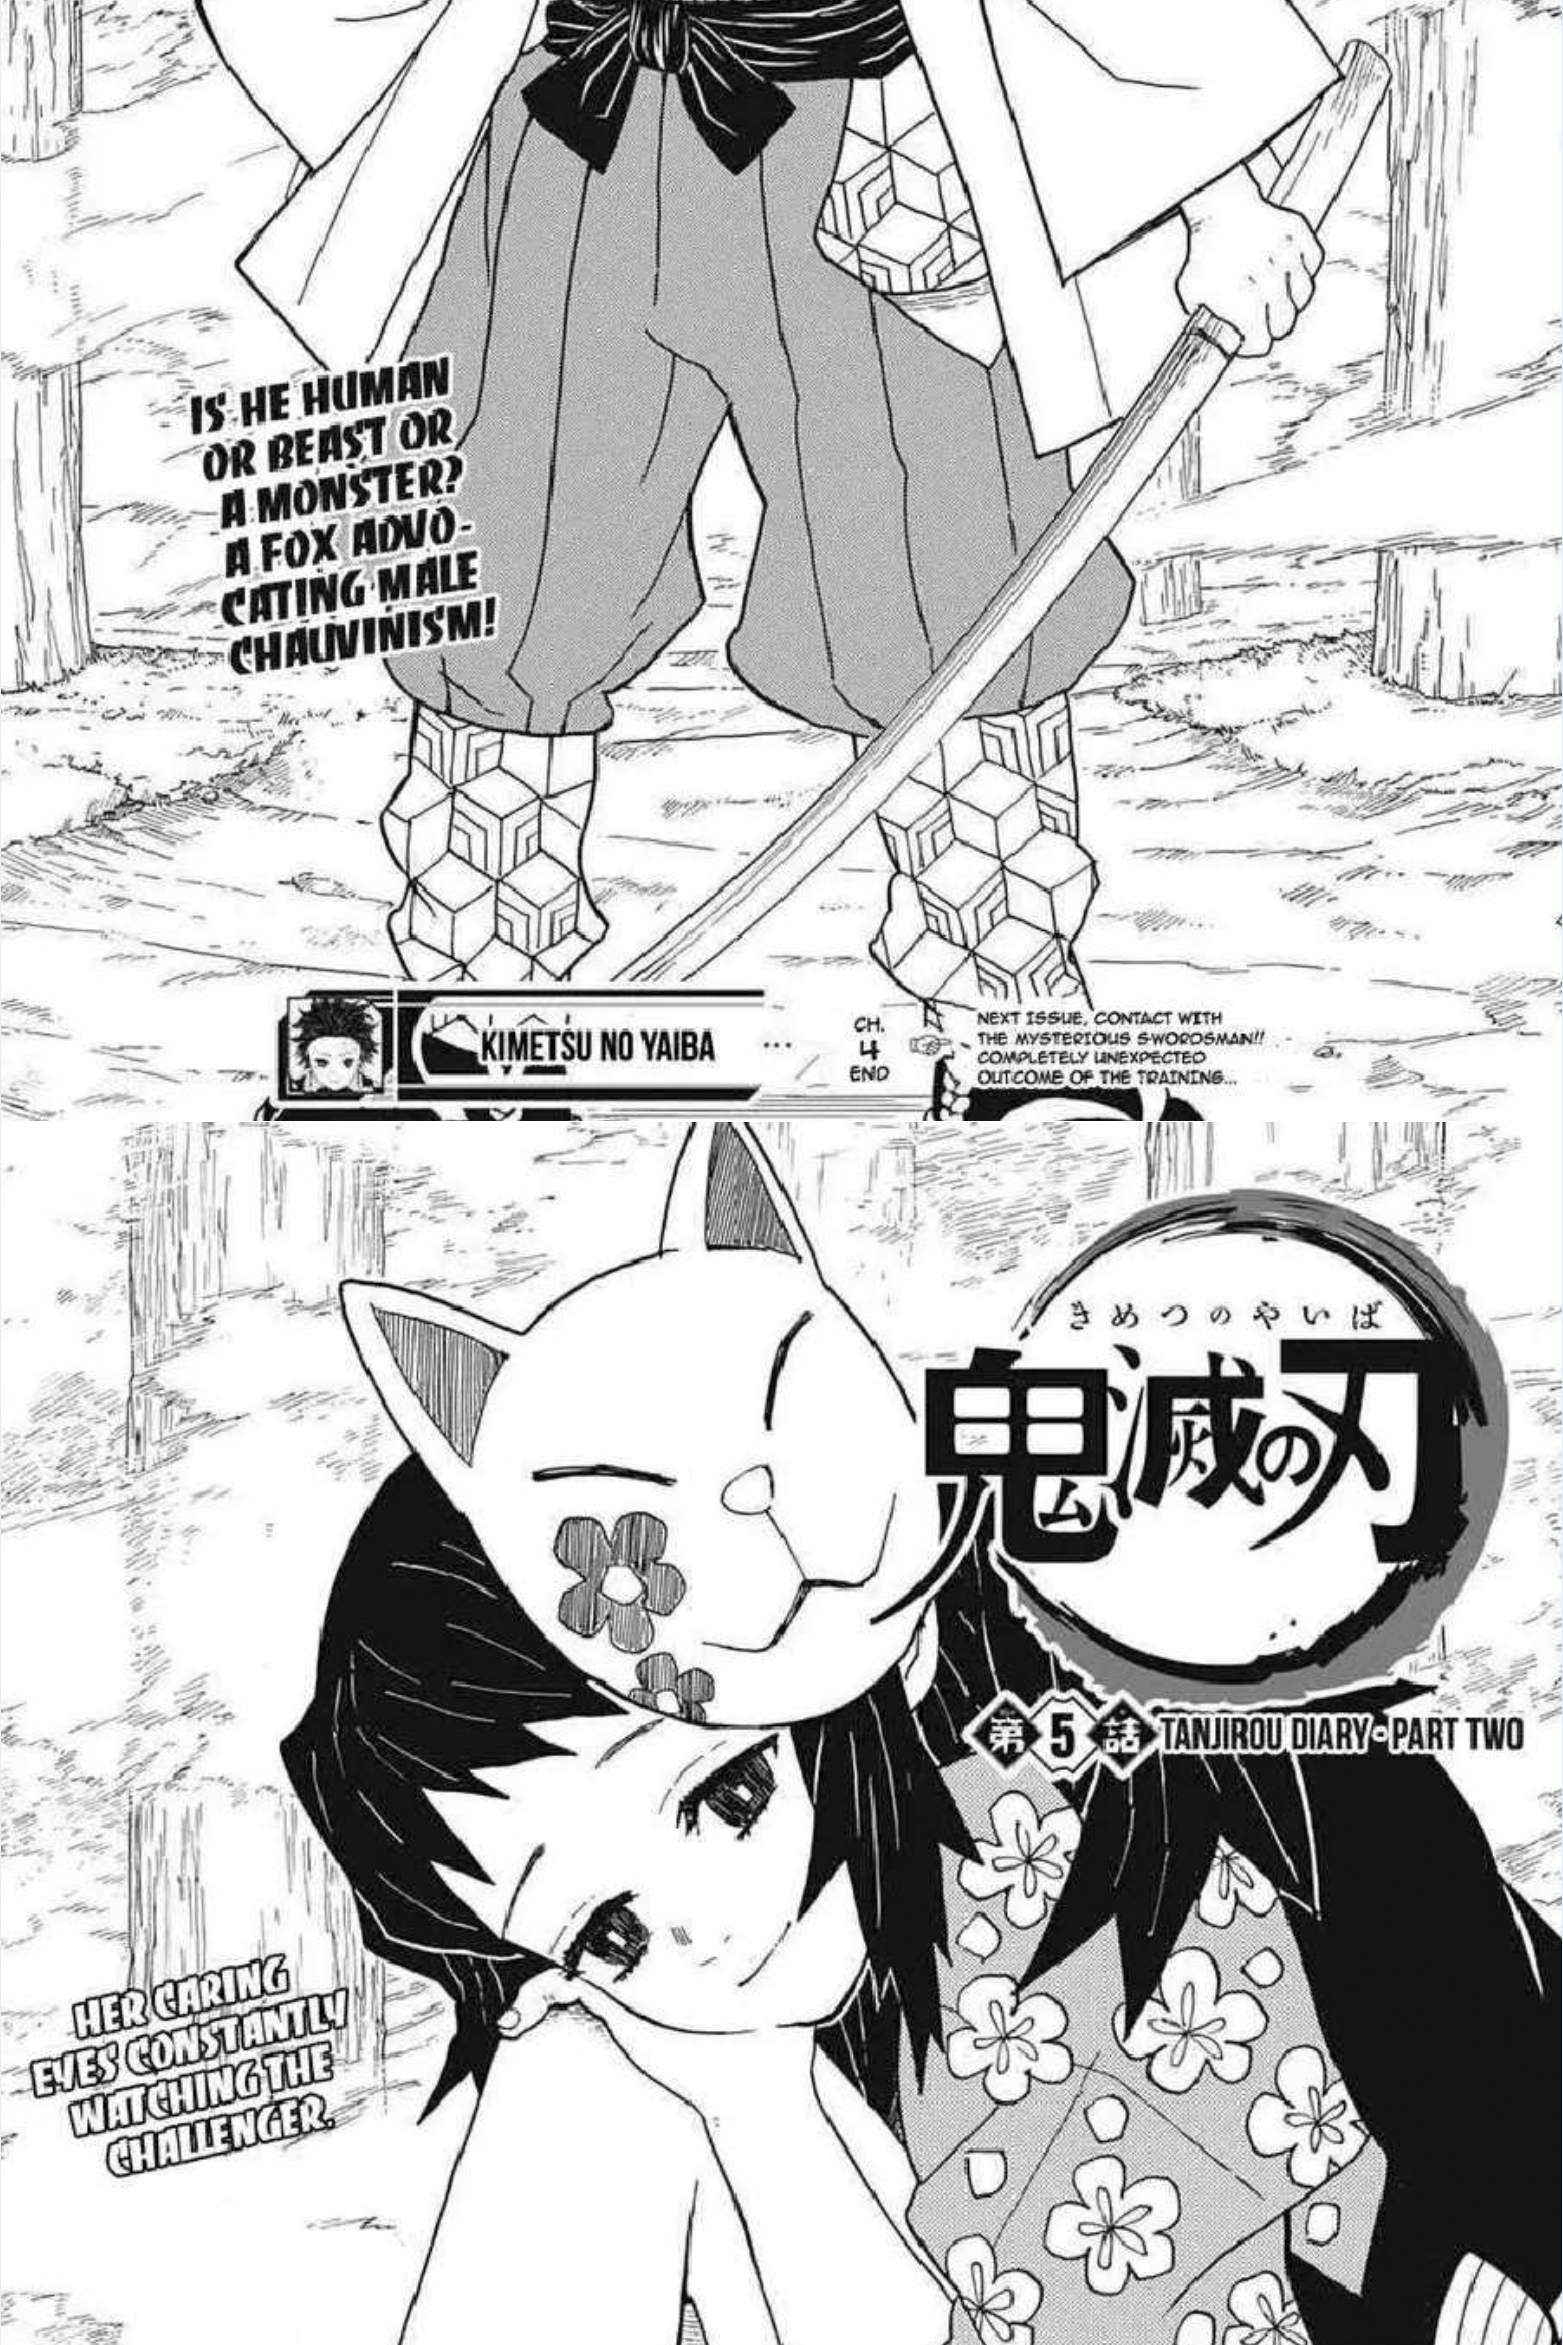 IS HE HUMAN
OR BEAST OR
A MONSTER?
A FOX ADVO-
CATING MALE
CHAUVINISM!
KIMETSU NO YAIBA
...
CH.
4
END
NEXT ISSUE, CONTACT WITH
THE MYSTERIOUS SWORDSMAN!!
COMPLETELY UNEXPECTED
OUTCOME OF THE TRAINING...
きめつのやいば
鬼滅の刃
第5話 TANJIROU DIARY - PART TWO
HER CARING
EYES CONSTANTLY
WATCHING THE
CHALLENGER.